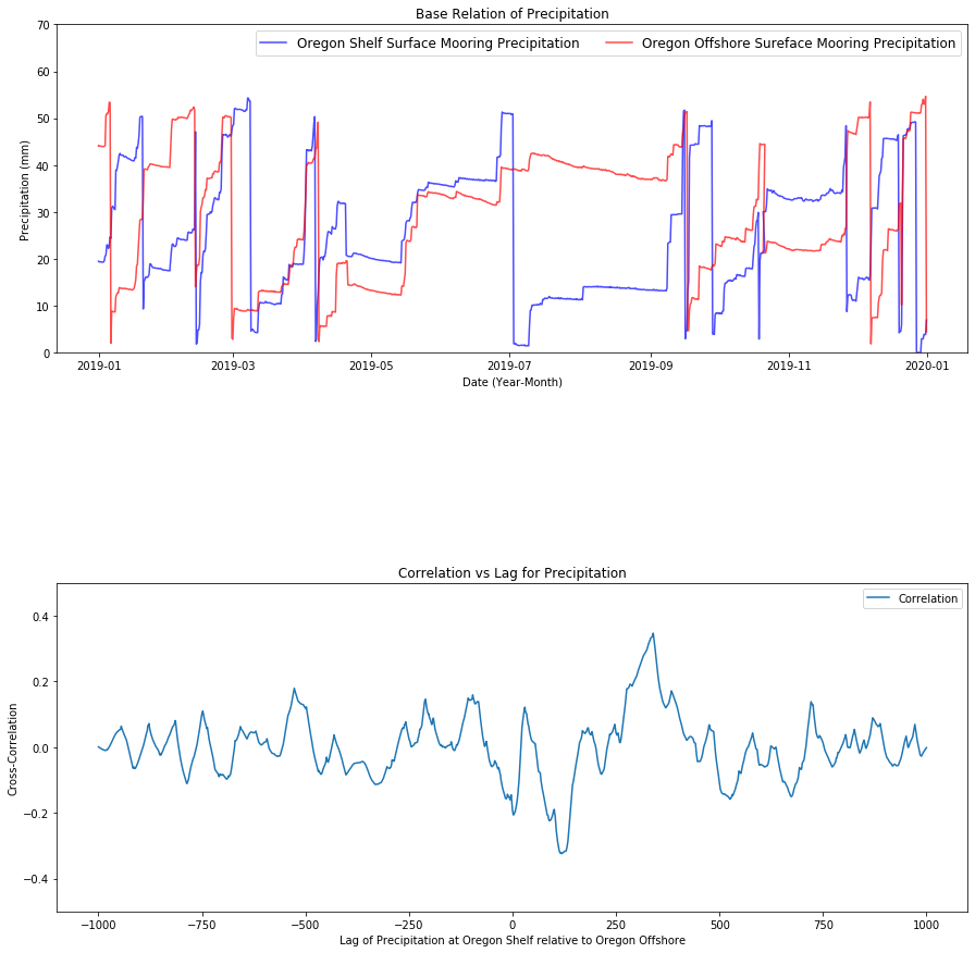 Base Relation of Precipitation
70
Oregon Shelf Surface Mooring Precipitation Oregon Offshore Sureface Mooring Precipitation
60
50
40
30
20
10
0
Precipitation (mm)
2019-01 2019-03 2019-05 2019-07 2019-09 2019-11 2020-01
Date (Year-Month)
Correlation vs Lag for Precipitation
Correlation
0.4
0.2
0.0
−0.2
−0.4
Cross-Correlation
−1000 −750 −500 −250 0 250 500 750 1000
Lag of Precipitation at Oregon Shelf relative to Oregon Offshore